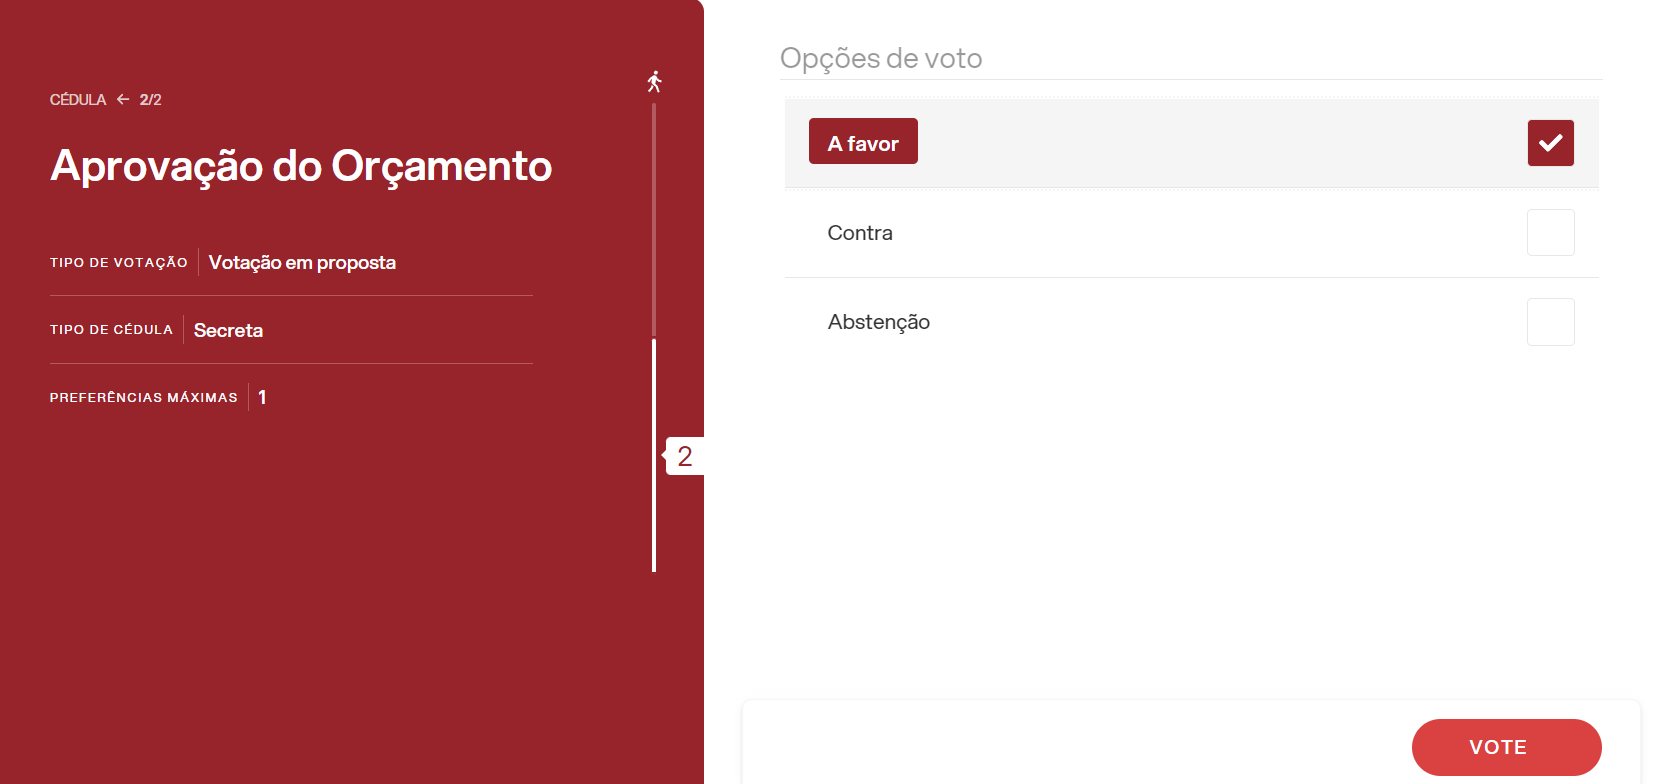 CÉDULA ← 2/2
Aprovação do Orçamento
TIPO DE VOTAÇÃO Votação em proposta
TIPO DE CÉDULA Secreta
PREFERÊNCIAS MÁXIMAS 1
2
Opções de voto
A favor
Contra
Abstenção
VOTE